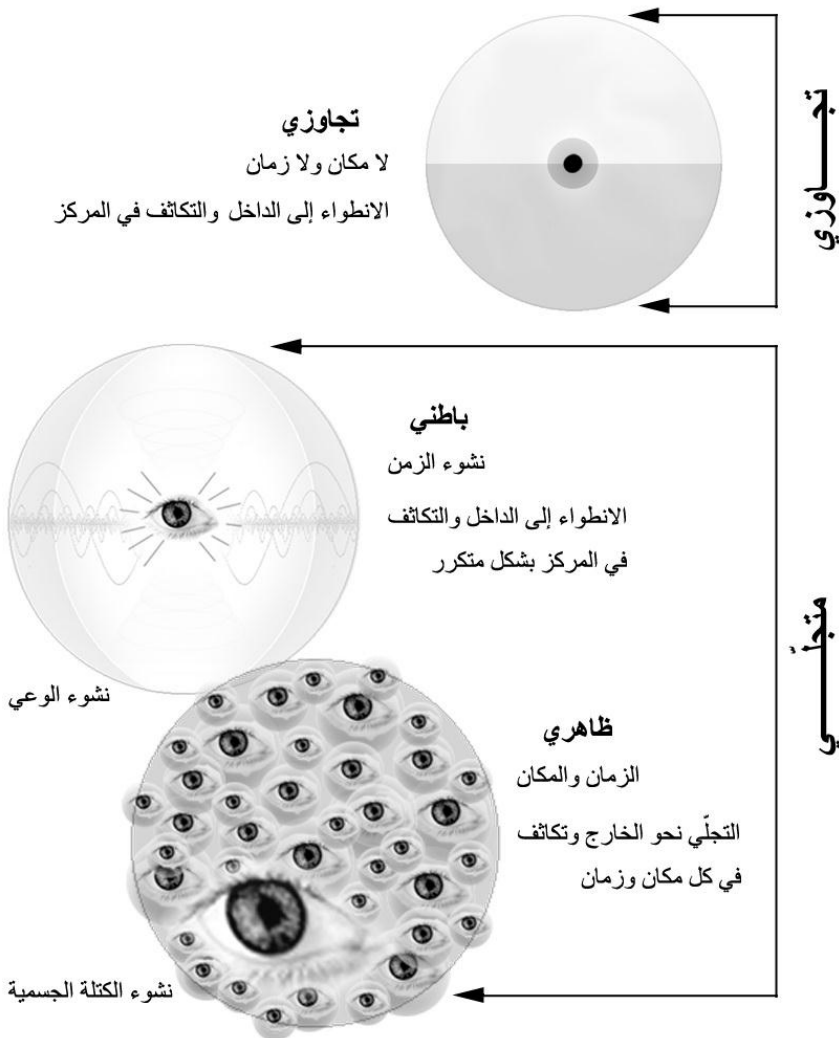 تجاوزي
تجاوزي
لا مكان ولا زمان
الانطواء إلى الداخل والتكاثف في المركز
متجلّي
باطني
نشوء الزمن
الانطواء إلى الداخل والتكاثف
في المركز بشكل متكرر
نشوء الوعي
ظاهري
الزمان والمكان
التجلّي نحو الخارج وتكاثف
في كل مكان وزمان
نشوء الكتلة الجسمية